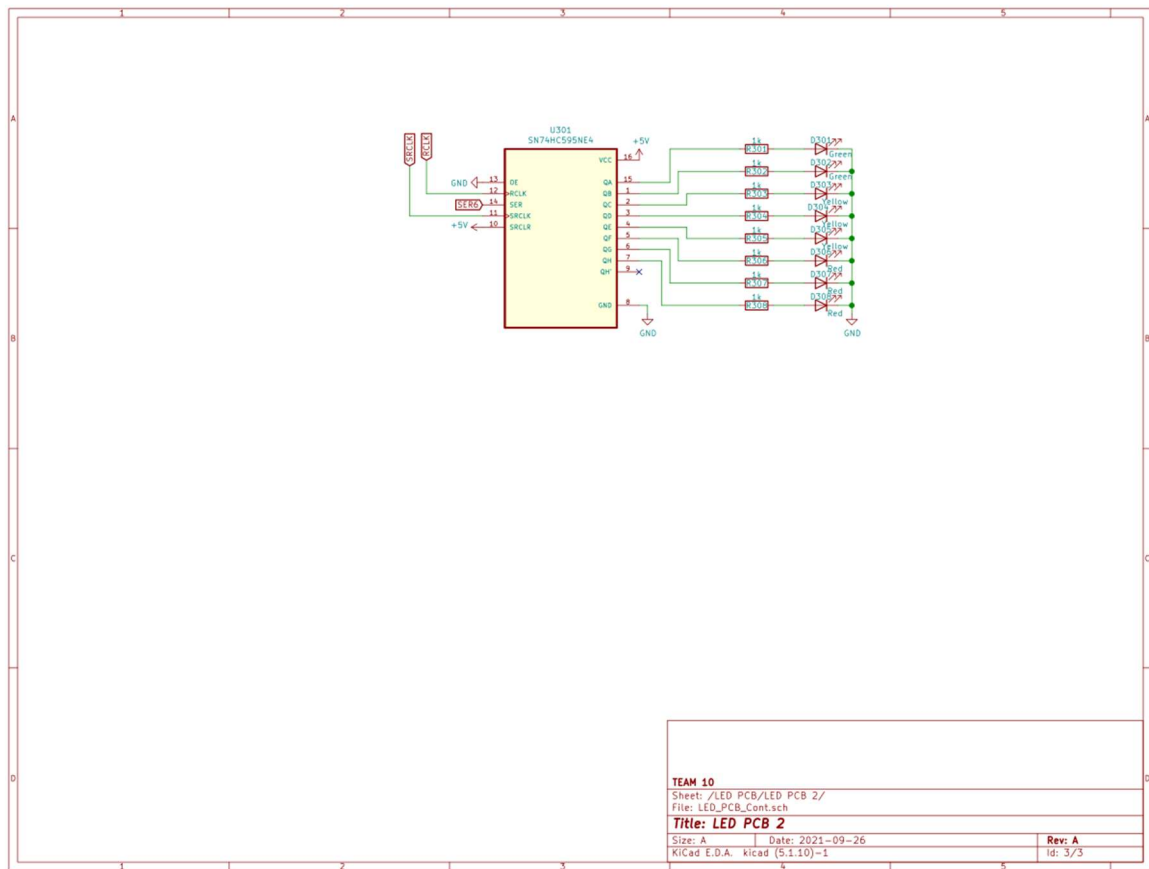 1 2 3 4 5
A A
U301
SN74HC595NE4
+5V
SRCLK
RCLK
VCC 16
GND 13 OE QA 15
12 RCLK QB 1
SER6 14 SER QC 2
11 SRCLK QD 3
+5V 10 SRCLR QE 4
QF 5
QG 6
QH 7
QH' 9
GND 8
GND
1k
R301
D301
Green
1k
R302
D302
Green
1k
R303
D303
Yellow
1k
R304
D304
Yellow
1k
R305
D305
Yellow
1k
R306
D306
Red
1k
R307
D307
Red
1k
R308
D308
Red
GND
B B
C C
D D
TEAM 10
Sheet: /LED PCB/LED PCB 2/
File: LED_PCB_Cont.sch
Title: LED PCB 2
Size: A Date: 2021-09-26 Rev: A
KiCad E.D.A. kicad (5.1.10)-1 Id: 3/3
1 2 3 4 5